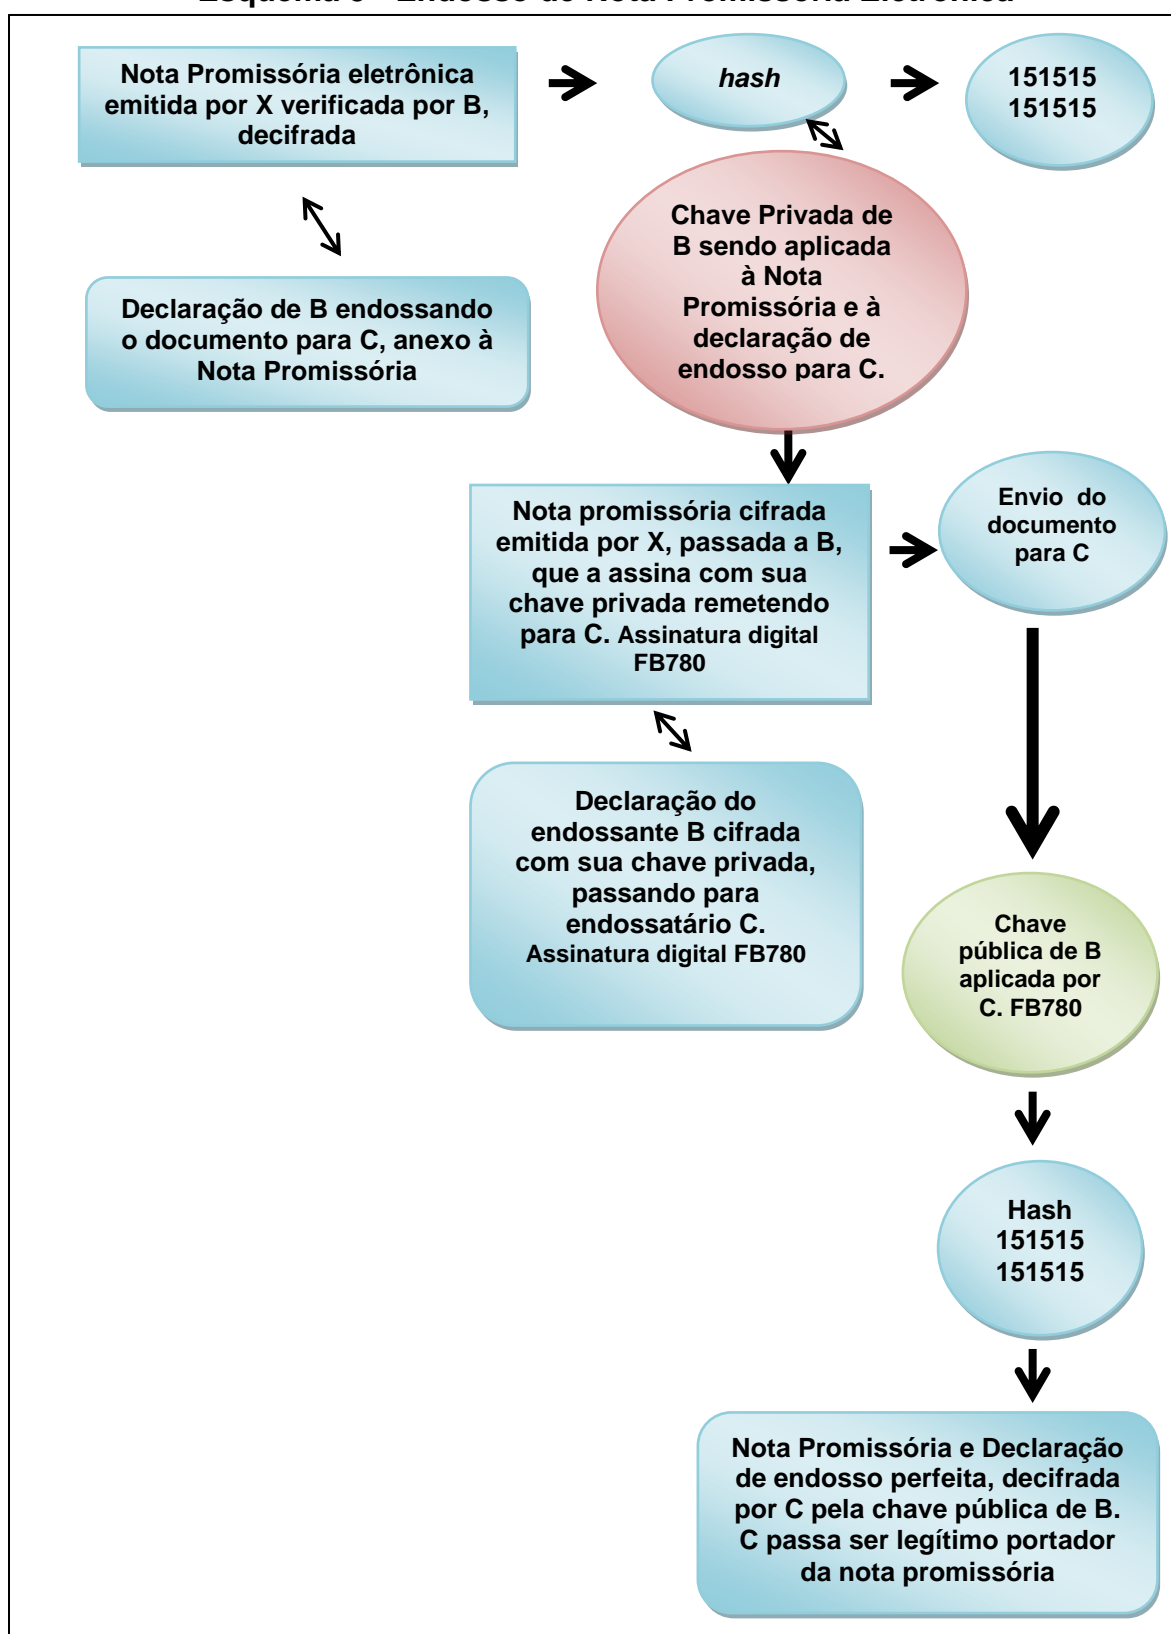 Nota Promissória eletrônica
emitida por X verificada por B,
decifrada
hash
151515
151515
Chave Privada de
B sendo aplicada
à Nota
Promissória e à
declaração de
endosso para C.
Declaração de B endossando
o documento para C, anexo à
Nota Promissória
Nota promissória cifrada
emitida por X, passada a B,
que a assina com sua
chave privada remetendo
para C. Assinatura digital
FB780
Envio do
documento
para C
Declaração do
endossante B cifrada
com sua chave privada,
passando para
endossatário C.
Assinatura digital FB780
Chave
pública de B
aplicada por
C. FB780
Hash
151515
151515
Nota Promissória e Declaração
de endosso perfeita, decifrada
por C pela chave pública de B.
C passa ser legítimo portador
da nota promissória